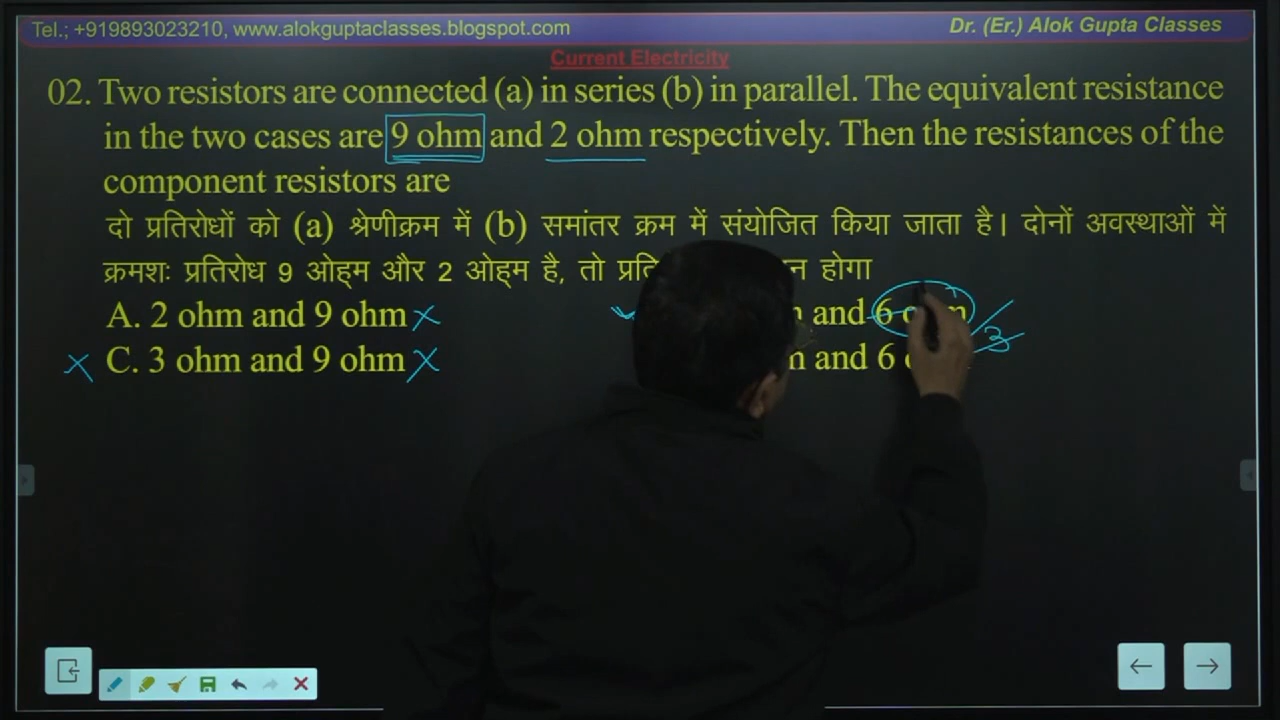 Tel.; +919893023210, www.alokguptaclasses.blogspot.com Dr. (Er.) Alok Gupta Classes
Current Electricity
02. Two resistors are connected (a) in series (b) in parallel. The equivalent resistance
in the two cases are 9 ohm and 2 ohm respectively. Then the resistances of the
component resistors are
दो प्रतिरोधों को (a) श्रेणीक्रम में (b) समांतर क्रम में संयोजित किया जाता है। दोनों अवस्थाओं में
क्रमशः प्रतिरोध 9 ओह्म और 2 ओह्म है, तो होगा
A. 2 ohm and 9 ohm and 6
3
C. 3 ohm and 9 ohm and 6